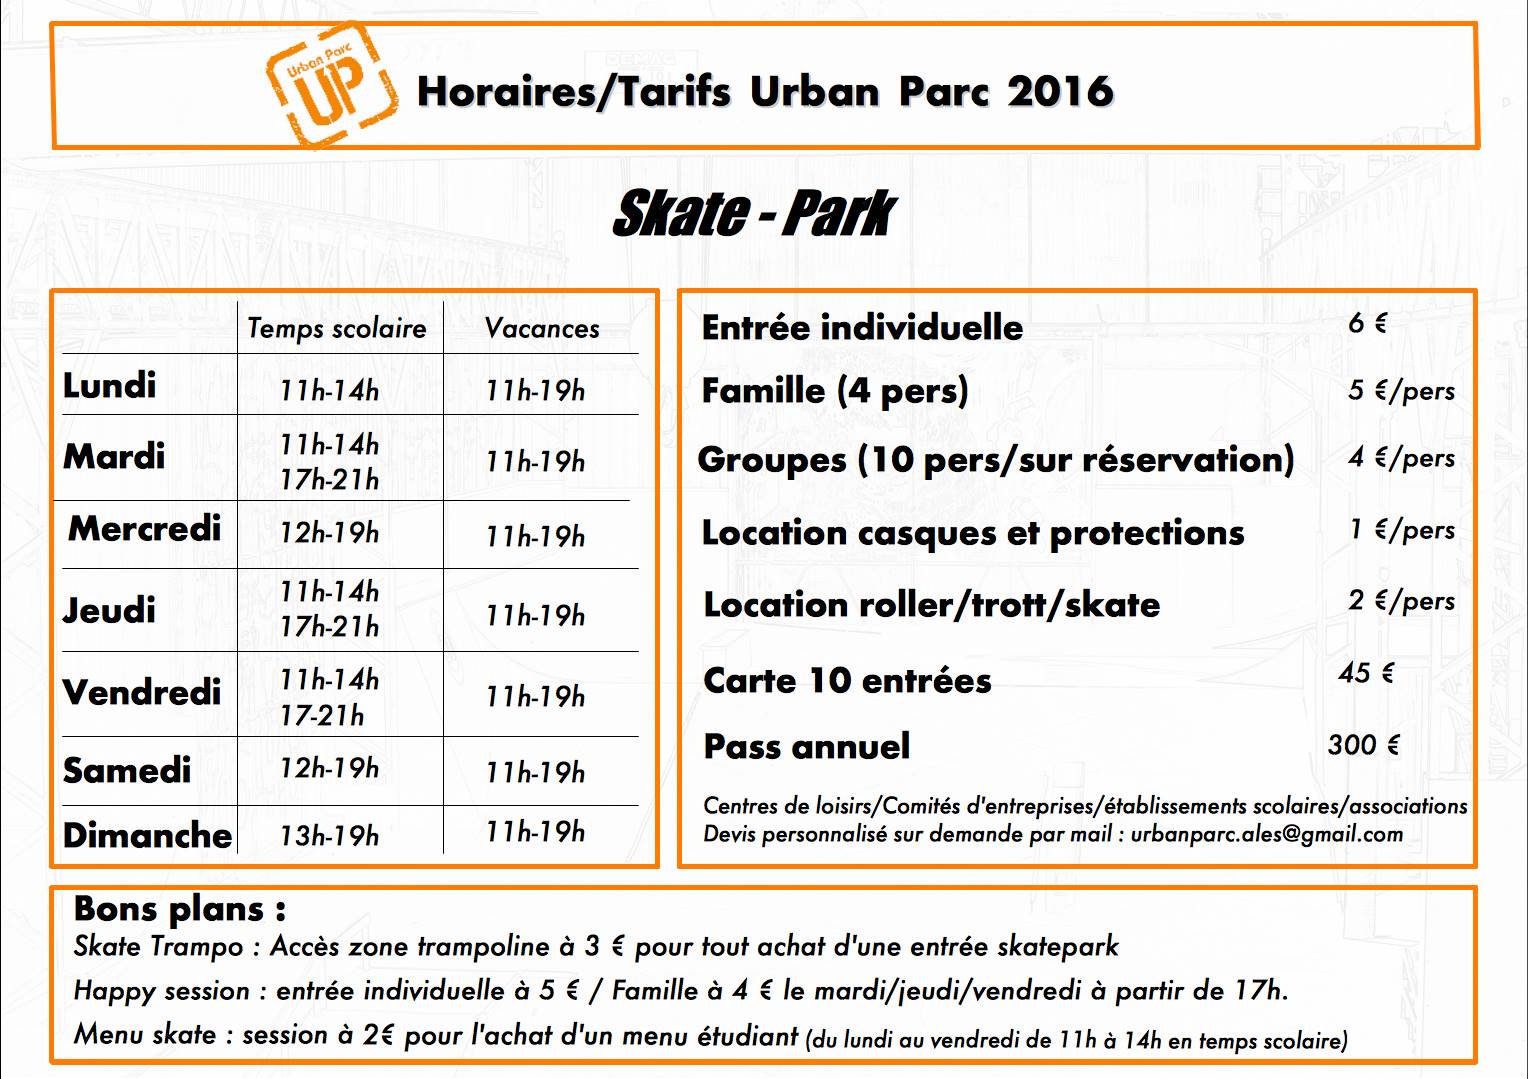 Urban Parc
UP
Horaires/Tarifs Urban Parc 2016
DEMAG
Skate - Park
Temps scolaire Vacances
Lundi 11h-14h 11h-19h
Mardi 11h-14h 17h-21h 11h-19h
Mercredi 12h-19h 11h-19h
Jeudi 11h-14h 17h-21h 11h-19h
Vendredi 11h-14h 17-21h 11h-19h
Samedi 12h-19h 11h-19h
Dimanche 13h-19h 11h-19h
Entrée individuelle 6 €
Famille (4 pers) 5 €/pers
Groupes (10 pers/sur réservation) 4 €/pers
Location casques et protections 1 €/pers
Location roller/trott/skate 2 €/pers
Carte 10 entrées 45 €
Pass annuel 300 €
Centres de loisirs/Comités d'entreprises/établissements scolaires/associations
Devis personnalisé sur demande par mail : urbanparc.ales@gmail.com
Bons plans :
Skate Trampo : Accès zone trampoline à 3 € pour tout achat d'une entrée skatepark
Happy session : entrée individuelle à 5 € / Famille à 4 € le mardi/jeudi/vendredi à partir de 17h.
Menu skate : session à 2€ pour l'achat d'un menu étudiant (du lundi au vendredi de 11h à 14h en temps scolaire)